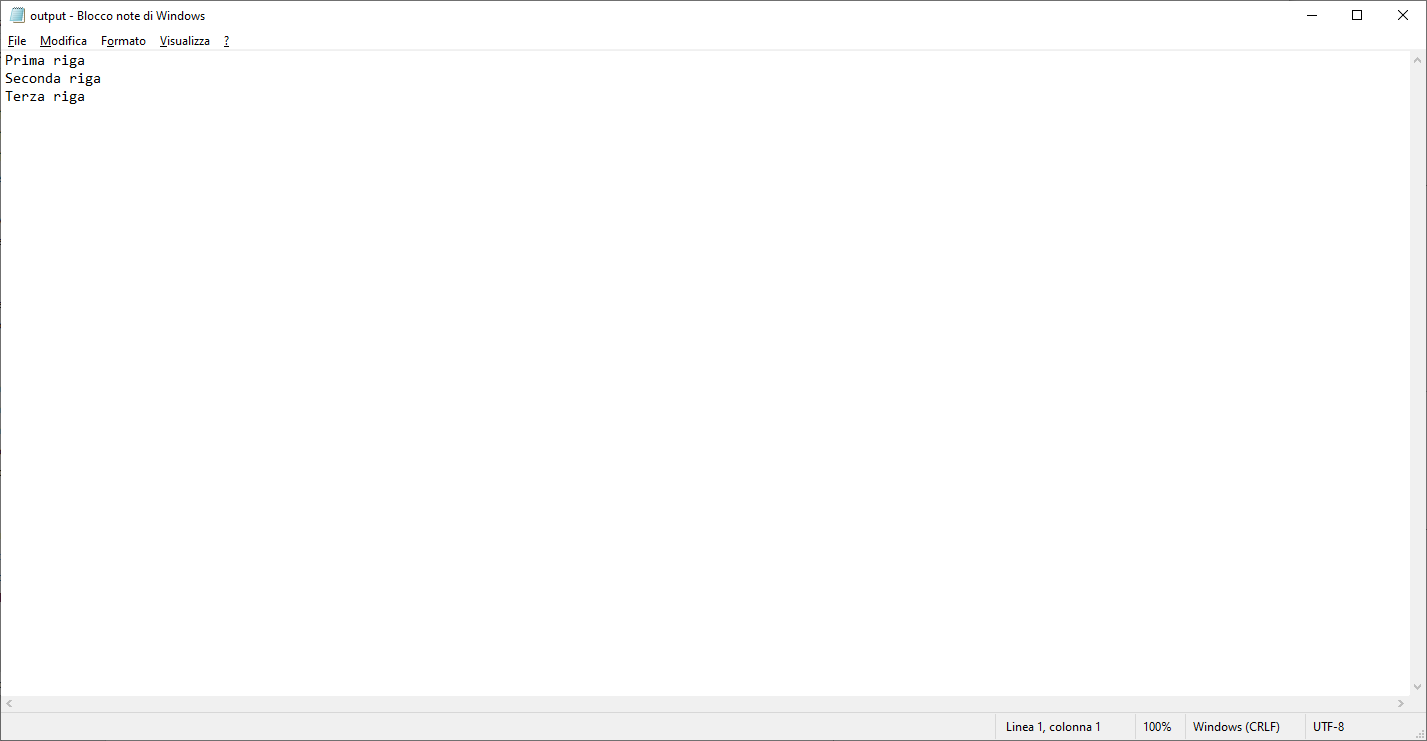 output - Blocco note di Windows
File Modifica Formato Visualizza ?
Prima riga
Seconda riga
Terza riga
Linea 1, colonna 1 100% Windows (CRLF) UTF-8